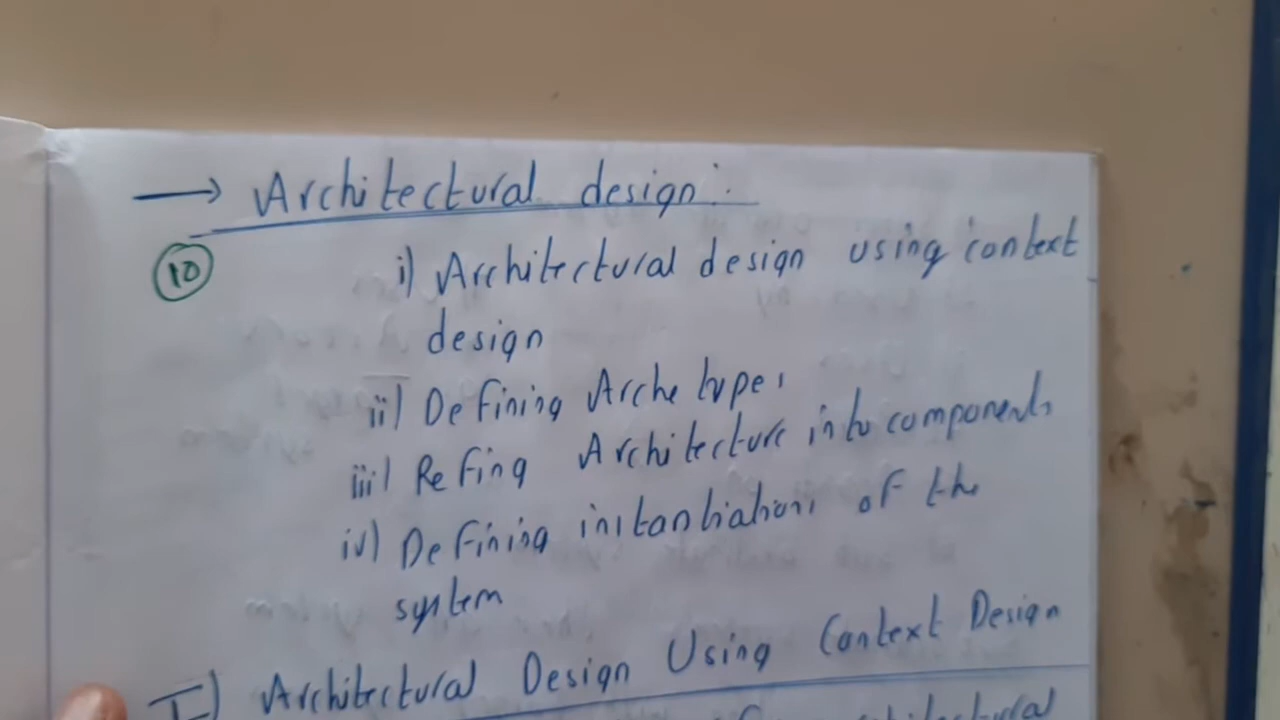 → Architectural design:
10
i) Architectural design using context
design
ii) Defining Archetypes
iii) Refing Architecture into components
iv) Defining instantiations of the
system
I) Architectural Design Using Context Design